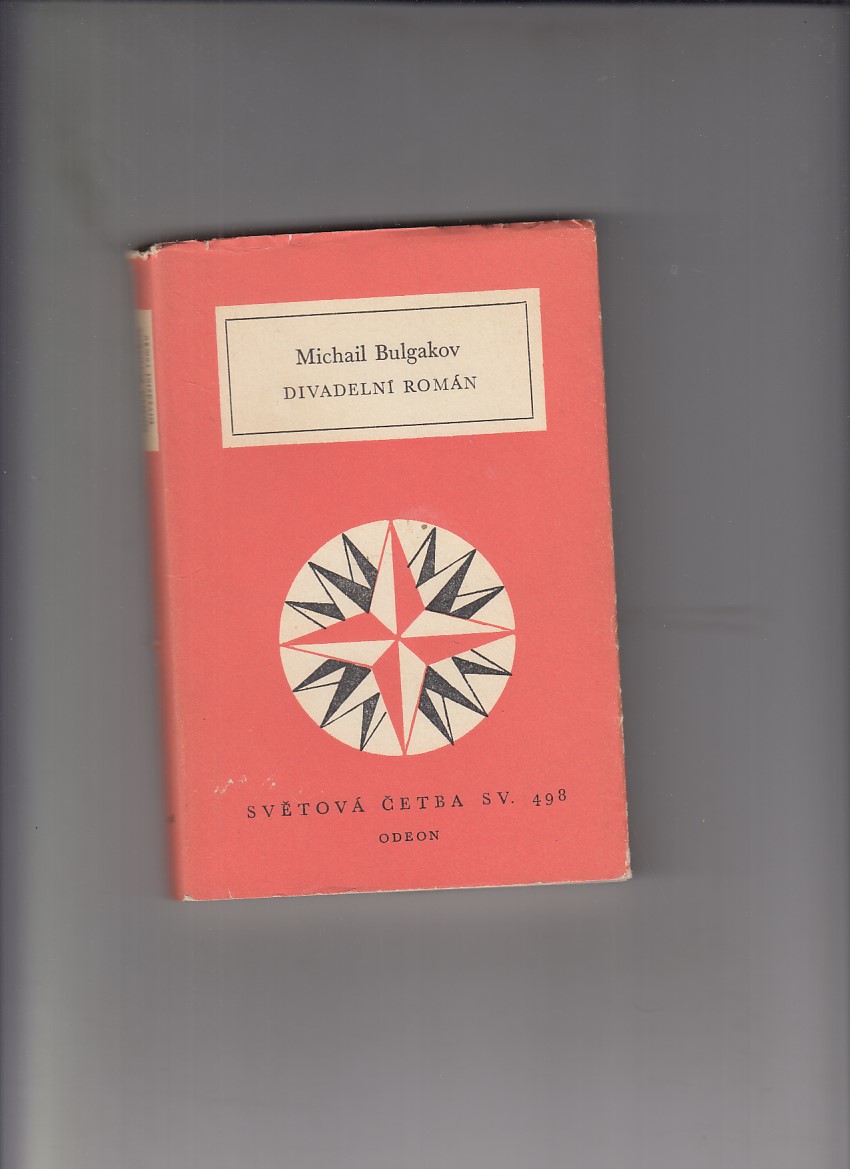 Michail Bulgakov
DIVADELNÍ ROMÁN
SVĚTOVÁ ČETBA SV. 498
ODEON